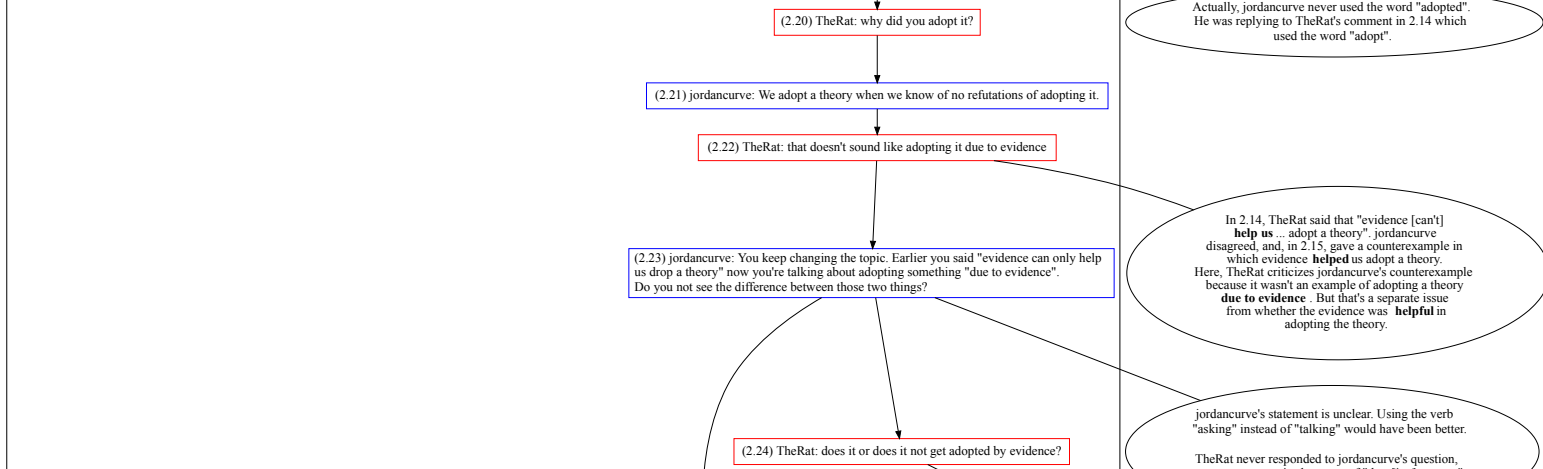 Actually, jordancurve never used the word "adopted".
He was replying to TheRat's comment in 2.14 which
used the word "adopt".
(2.20) TheRat: why did you adopt it?
(2.21) jordancurve: We adopt a theory when we know of no refutations of adopting it.
(2.22) TheRat: that doesn't sound like adopting it due to evidence
In 2.14, TheRat said that "evidence [can't]
help us ... adopt a theory". jordancurve
disagreed, and, in 2.15, gave a counterexample in
which evidence helped us adopt a theory.
Here, TheRat criticizes jordancurve's counterexample
because it wasn't an example of adopting a theory
due to evidence . But that's a separate issue
from whether the evidence was helpful in
adopting the theory.
(2.23) jordancurve: You keep changing the topic. Earlier you said "evidence can only help
us drop a theory" now you're talking about adopting something "due to evidence".
Do you not see the difference between those two things?
jordancurve's statement is unclear. Using the verb
"asking" instead of "talking" would have been better.
TheRat never responded to jordancurve's question,
(2.24) TheRat: does it or does it not get adopted by evidence?